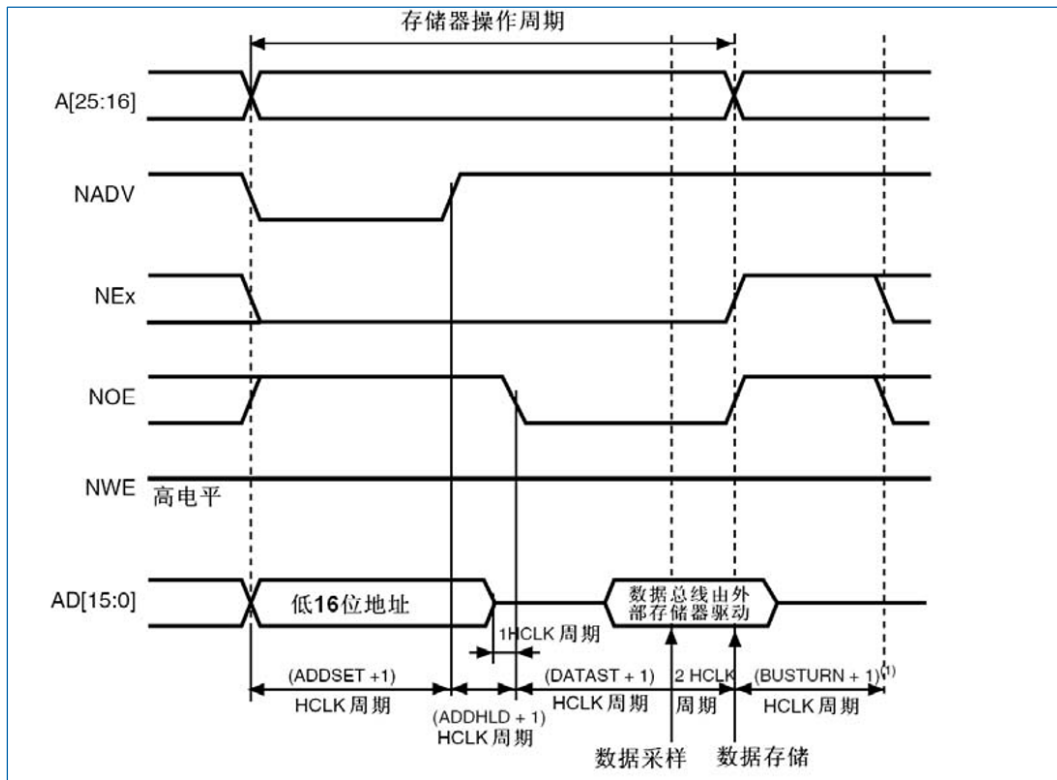 存储器操作周期
A[25:16]
NADV
NEx
NOE
NWE
高电平
AD[15:0]
低16位地址
数据总线由外
部存储器驱动
1HCLK 周期
(ADDSET +1)
HCLK 周期
(ADDHLD + 1)
HCLK 周期
(DATAST + 1)
HCLK 周期
2 HCLK
周期
(BUSTURN + 1)(1)
HCLK 周期
数据采样
数据存储